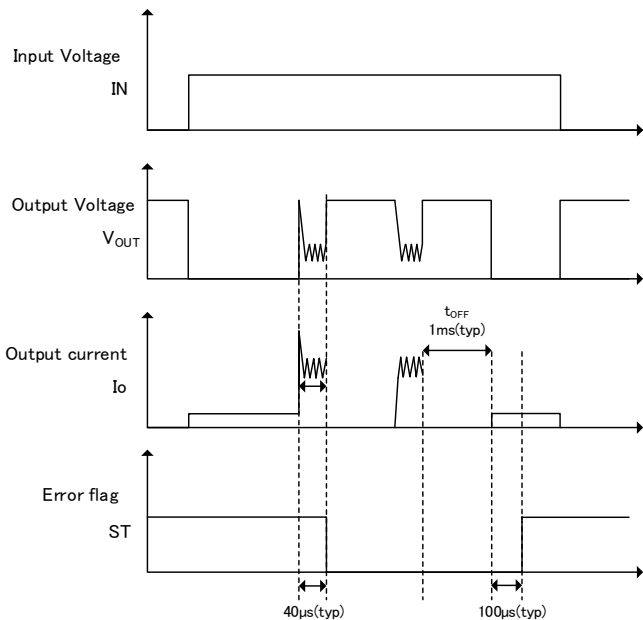 Input Voltage
IN
Output Voltage
VOUT
tOFF
1ms(typ)
Output current
Io
Error flag
ST
40μs(typ)
100μs(typ)